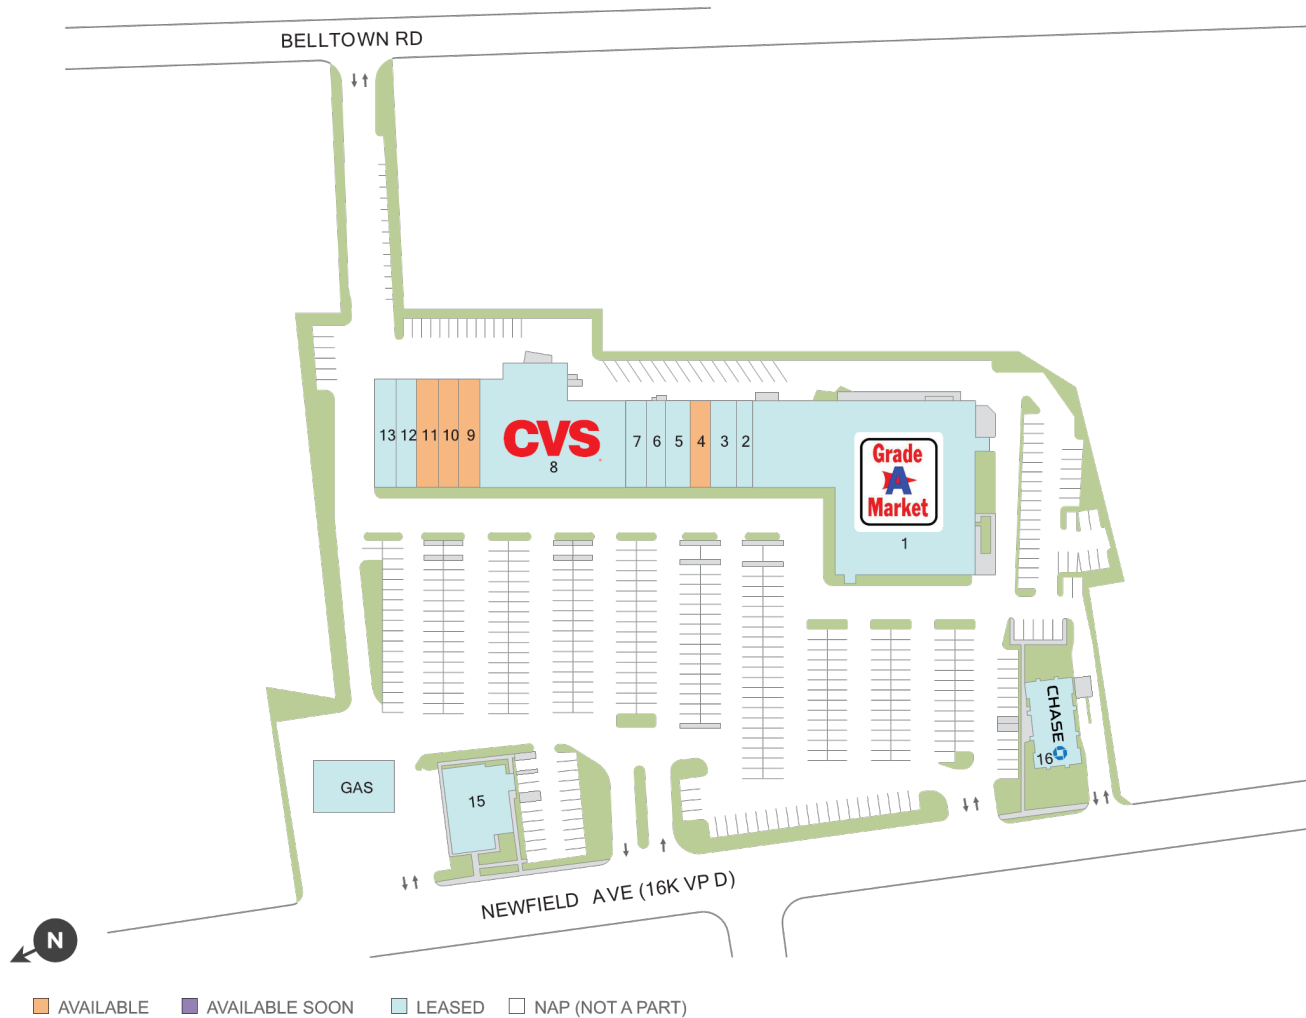 BELLTOWN RD
13 12 11 10 9
CVS
8
7 6 5 4 3 2
Grade
A
Market
1
CHASE
16
GAS
15
NEWFIELD AVE (16K VP D)
N
AVAILABLE
AVAILABLE SOON
LEASED
NAP (NOT A PART)